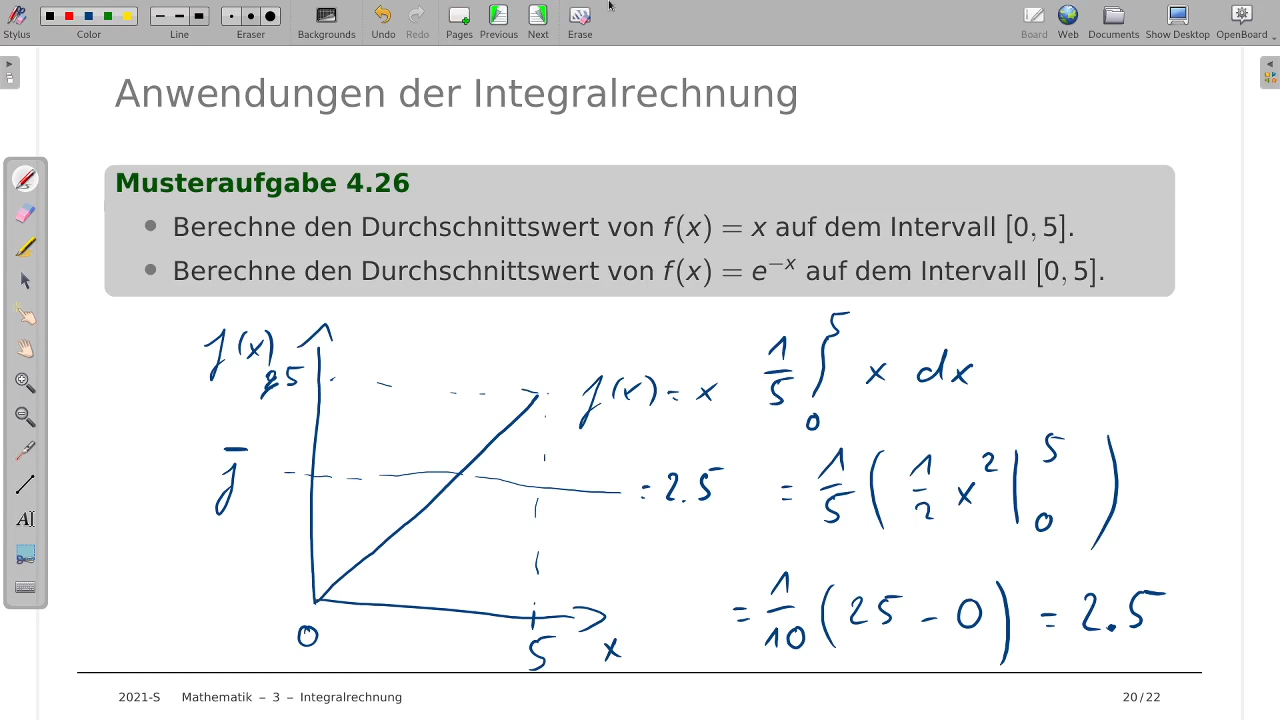 Stylus Color Line Eraser Backgrounds Undo Redo Pages Previous Next Erase Board Web Documents Show Desktop OpenBoard
Anwendungen der Integralrechnung
Musteraufgabe 4.26
• Berechne den Durchschnittswert von f(x) = x auf dem Intervall [0, 5].
• Berechne den Durchschnittswert von f(x) = e^{-x} auf dem Intervall [0, 5].
f(x)
5
f(x) = x
f̄
= 2.5
0
5
x
1/5 ∫_0^5 x dx
= 1/5 ( 1/2 x^2 |_0^5 )
= 1/10 ( 25 - 0 ) = 2.5
2021-S Mathematik – 3 – Integralrechnung 20/22